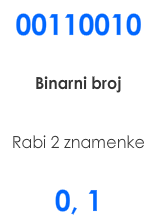 00110010
Binarni broj
Rabi 2 znamenke
0, 1